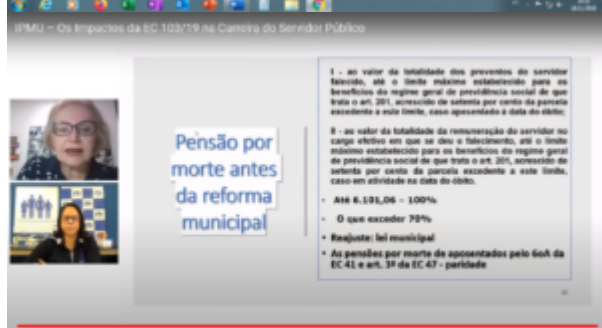 IPMU – Os Impactos da EC 103/19 na Carreira do Servidor Público
Pensão por
morte antes
da reforma
municipal
I - ao valor da totalidade dos proventos do servidor
falecido, até o limite máximo estabelecido para os
benefícios do regime geral de previdência social de que
trata o art. 201, acrescido de setenta por cento da parcela
excedente a este limite, caso aposentado à data do óbito;
II - ao valor da totalidade da remuneração do servidor no
cargo efetivo em que se deu o falecimento, até o limite
máximo estabelecido para os benefícios do regime geral
de previdência social de que trata o art. 201, acrescido de
setenta por cento da parcela excedente a este limite,
caso em atividade na data do óbito.
• Até 6.101,06 – 100%
• O que exceder 70%
• Reajuste: lei municipal
• As pensões por morte de aposentados pelo 6oA da
EC 41 e art. 3º da EC 47 - paridade